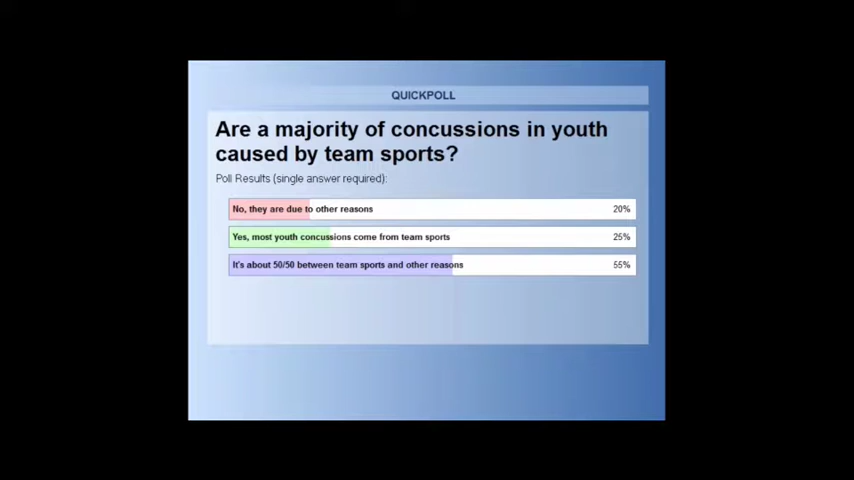 QUICKPOLL
Are a majority of concussions in youth
caused by team sports?
Poll Results (single answer required):
No, they are due to other reasons 20%
Yes, most youth concussions come from team sports 25%
It's about 50/50 between team sports and other reasons 55%